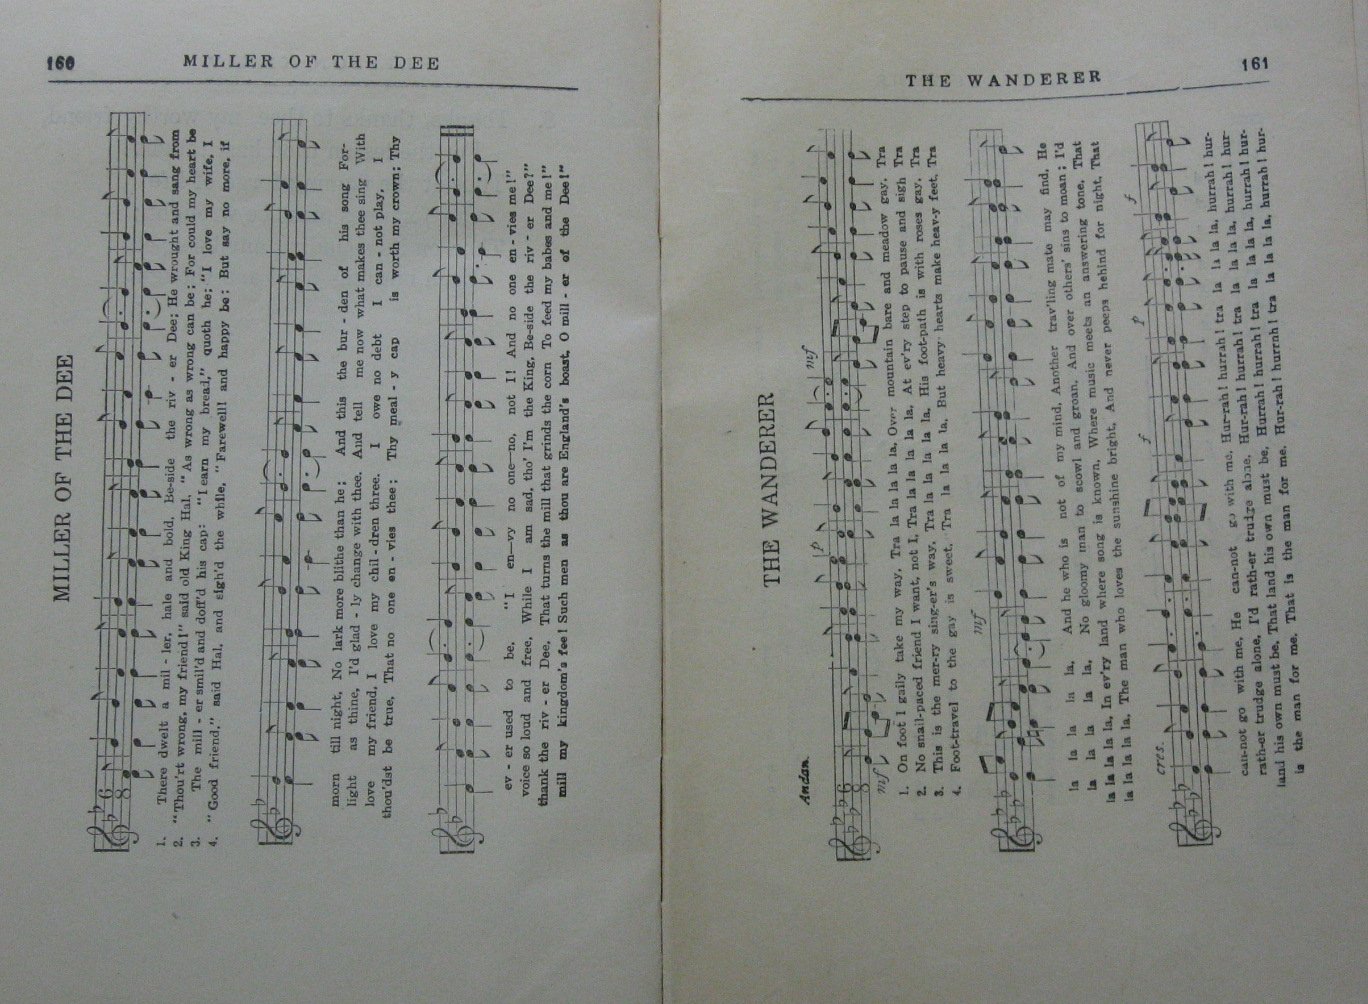 160
MILLER OF THE DEE
MILLER OF THE DEE
1. There dwelt a mil - ler, hale and bold, Be-side the riv - er Dee; He wrought and sang from
2. "Thou'rt wrong, my friend!" said old King Hal, "As wrong as wrong can be; For could my heart be
3. The mill - er smil'd and doff'd his cap: "I earn my bread," quoth he; "I love my wife, I
4. "Good friend," said Hal, and sigh'd the while, "Farewell! and happy be: But say no more, if
morn till night, No lark more blithe than he; And this the bur - den of his song For-
light as thine, I'd glad - ly change with thee. And tell me now what makes thee sing With
love my friend, I love my chil - dren three. I owe no debt I can - not play, I
thou'dst be true, That no one en - vies thee; Thy meal - y cap is worth my crown; Thy
ev - er used to be, "I en-vy no one—no, not I! And no one en - vies me!"
voice so loud and free, While I am sad, tho' I'm the King, Be-side the riv - er Dee?"
thank the riv - er Dee, That turns the mill that grinds the corn To feed my babes and me!"
mill my kingdom's fee! Such men as thou are England's boast, O mill - er of the Dee!"
THE WANDERER
161
THE WANDERER
Andan.
mf
p
mf
1. On foot I gaily take my way, Tra la la la la, Over mountain bare and meadow gay, Tra
2. No snail-paced friend I want, not I, Tra la la la la, At ev'ry step to pause and sigh Tra
3. This is the mer-ry sing-er's way, Tra la la la la, His foot-path is with roses gay, Tra
4. Foot-travel to the gay is sweet, Tra la la la la, But heavy hearts make heav-y feet, Tra
mf
la la la la la, And he who is not of my mind, Another trav'ling mate may find, He
la la la la la, No gloomy man to scowl and groan, And over others' sins to moan; I'd
la la la la la, In ev'ry land where song is known, Where music meets an answering tone, That
la la la la la, The man who loves the sunshine bright, And never peeps behind for night, That
cres.
f
p
f
can-not go with me, He can-not go with me, Hur-rah! hurrah! tra la la la, hurrah! hur-
rath-er trudge alone, I'd rath-er trudge alone, Hur-rah! hurrah! tra la la la, hurrah! hur-
land his own must be, That land his own must be, Hurrah! hurrah! tra la la la, hurrah! hur-
is the man for me, That is the man for me. Hur-rah! hurrah! tra la la la, hurrah! hur-